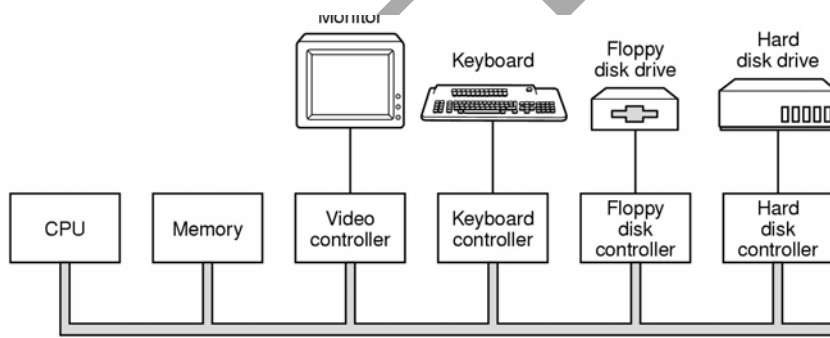 Monitor
Keyboard
Floppy
disk drive
Hard
disk drive
CPU
Memory
Video
controller
Keyboard
controller
Floppy
disk
controller
Hard
disk
controller